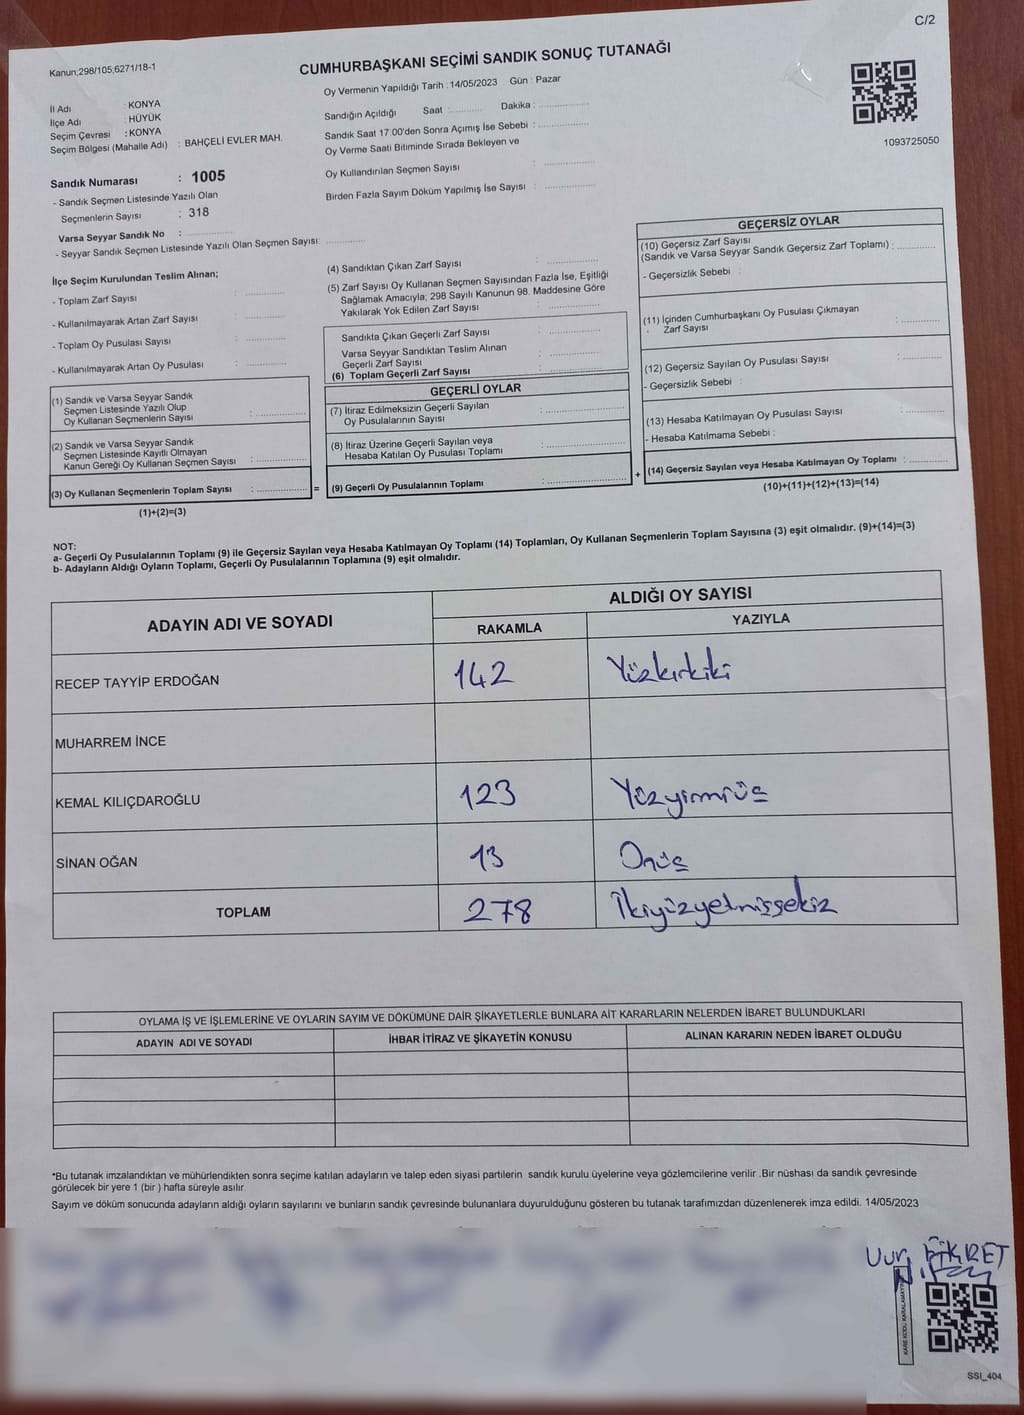 C/2
Kanun;298/105;6271/18-1
CUMHURBAŞKANI SEÇİMİ SANDIK SONUÇ TUTANAĞI
Oy Vermenin Yapıldığı Tarih : 14/05/2023 Gün : Pazar
İl Adı : KONYA
İlçe Adı : HÜYÜK
Seçim Çevresi : KONYA
Seçim Bölgesi (Mahalle Adı) : BAHÇELİ EVLER MAH.
Sandığın Açıldığı Saat :........... Dakika : ................
Sandık Saat 17 00'den Sonra Açımış İse Sebebi : ................
Oy Verme Saati Bitiminde Sırada Bekleyen ve
Oy Kullandırılan Seçmen Sayısı : ................
Birden Fazla Sayım Döküm Yapılmış İse Sayısı : ................
1093725050
Sandık Numarası : 1005
- Sandık Seçmen Listesinde Yazılı Olan
Seçmenlerin Sayısı : 318
Varsa Seyyar Sandık No : ................
- Seyyar Sandık Seçmen Listesinde Yazılı Olan Seçmen Sayısı: ............
İlçe Seçim Kurulundan Teslim Alınan;
- Toplam Zarf Sayısı : ............
- Kullanılmayarak Artan Zarf Sayısı : ............
- Toplam Oy Pusulası Sayısı : ............
- Kullanılmayarak Artan Oy Pusulası : ............
(1) Sandık ve Varsa Seyyar Sandık
Seçmen Listesinde Yazılı Olup
Oy Kullanan Seçmenlerin Sayısı : ................
(2) Sandık ve Varsa Seyyar Sandık
Seçmen Listesinde Kayıtlı Olmayan
Kanun Gereği Oy Kullanan Seçmen Sayısı : ................
(3) Oy Kullanan Seçmenlerin Toplam Sayısı : ................
(1)+(2)=(3)
=
(4) Sandıktan Çıkan Zarf Sayısı : ................
(5) Zarf Sayısı Oy Kullanan Seçmen Sayısından Fazla İse, Eşitliği
Sağlamak Amacıyla; 298 Sayılı Kanunun 98. Maddesine Göre
Yakılarak Yok Edilen Zarf Sayısı : ................
Sandıkta Çıkan Geçerli Zarf Sayısı : ................
Varsa Seyyar Sandıktan Teslim Alınan
Geçerli Zarf Sayısı : ................
(6) Toplam Geçerli Zarf Sayısı : ................
GEÇERLİ OYLAR
(7) İtiraz Edilmeksizin Geçerli Sayılan
Oy Pusulalarının Sayısı : ................
(8) İtiraz Üzerine Geçerli Sayılan veya
Hesaba Katılan Oy Pusulası Toplamı : ................
(9) Geçerli Oy Pusulalarının Toplamı : ................
+
GEÇERSİZ OYLAR
(10) Geçersiz Zarf Sayısı
(Sandık ve Varsa Seyyar Sandık Geçersiz Zarf Toplamı) : ............
- Geçersizlik Sebebi :
(11) İçinden Cumhurbaşkanı Oy Pusulası Çıkmayan
Zarf Sayısı : ............
(12) Geçersiz Sayılan Oy Pusulası Sayısı : ............
- Geçersizlik Sebebi :
(13) Hesaba Katılmayan Oy Pusulası Sayısı : ............
- Hesaba Katılmama Sebebi :
(14) Geçersiz Sayılan veya Hesaba Katılmayan Oy Toplamı : ............
(10)+(11)+(12)+(13)=(14)
NOT:
a- Geçerli Oy Pusulalarının Toplamı (9) ile Geçersiz Sayılan veya Hesaba Katılmayan Oy Toplamı (14) Toplamları, Oy Kullanan Seçmenlerin Toplam Sayısına (3) eşit olmalıdır. (9)+(14)=(3)
b- Adayların Aldığı Oyların Toplamı, Geçerli Oy Pusulalarının Toplamına (9) eşit olmalıdır.
ADAYIN ADI VE SOYADI
ALDIĞI OY SAYISI
RAKAMLA YAZIYLA
RECEP TAYYİP ERDOĞAN 142 Yüzkırkiki
MUHARREM İNCE
KEMAL KILIÇDAROĞLU 123 Yüzyirmiüç
SİNAN OĞAN 13 Onüç
TOPLAM 278 İkiyüzyetmişsekiz
OYLAMA İŞ VE İŞLEMLERİNE VE OYLARIN SAYIM VE DÖKÜMÜNE DAİR ŞİKAYETLERLE BUNLARA AİT KARARLARIN NELERDEN İBARET BULUNDUKLARI
ADAYIN ADI VE SOYADI İHBAR İTİRAZ VE ŞİKAYETİN KONUSU ALINAN KARARIN NEDEN İBARET OLDUĞU
*Bu tutanak imzalandıktan ve mühürlendikten sonra seçime katılan adayların ve talep eden siyasi partilerin sandık kurulu üyelerine veya gözlemcilerine verilir .Bir nüshası da sandık çevresinde
görülecek bir yere 1 (bir ) hafta süreyle asılır.
Sayım ve döküm sonucunda adayların aldığı oyların sayılarını ve bunların sandık çevresinde bulunanlara duyurulduğunu gösteren bu tutanak tarafımızdan düzenlenerek imza edildi. 14/05/2023
FİKRET
KARE KODU KARALAMAYIN
SSI_404